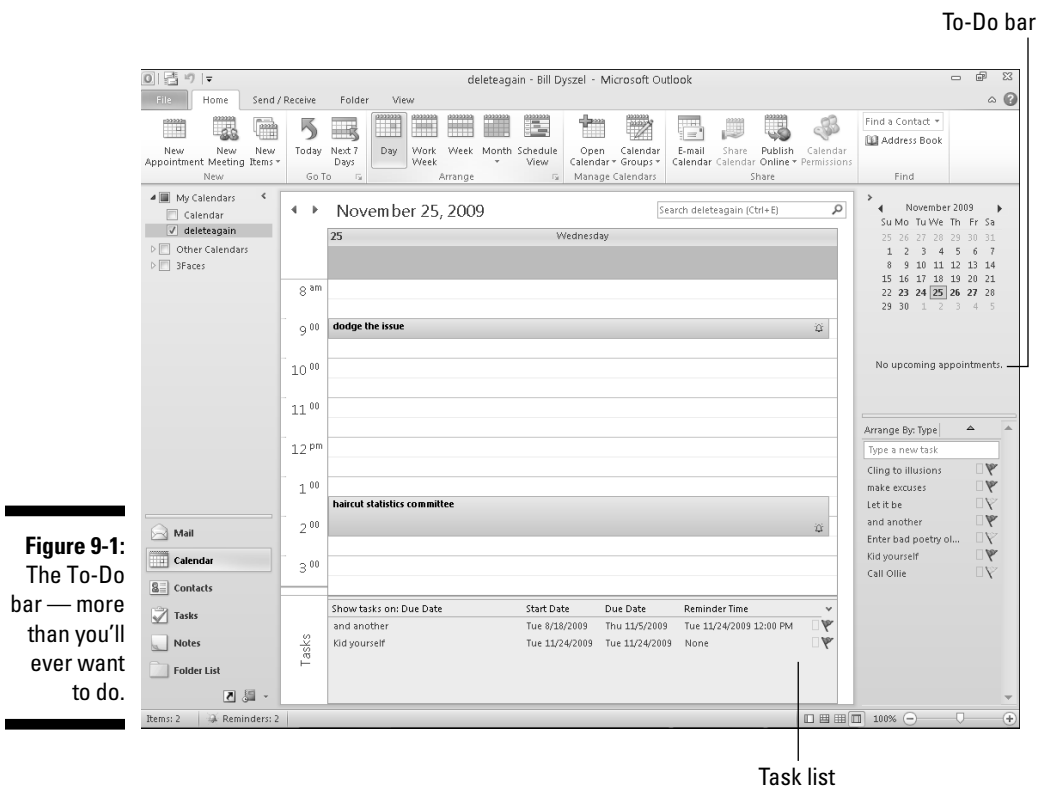 To-Do bar
deleteagain - Bill Dyszel - Microsoft Outlook
File Home Send / Receive Folder View
New Appointment
New Meeting
New Items
New
Today
Next 7 Days
Go To
Day
Work Week
Week
Month
Schedule View
Arrange
Open Calendar
Calendar Groups
Manage Calendars
E-mail Calendar
Share Calendar
Publish Online
Calendar Permissions
Share
Find a Contact
Address Book
Find
My Calendars
Calendar
deleteagain
Other Calendars
3Faces
November 25, 2009
Search deleteagain (Ctrl+E)
25 Wednesday
8 am
9 00 dodge the issue
10 00
11 00
12 pm
1 00
haircut statistics committee
2 00
3 00
November 2009
Su Mo Tu We Th Fr Sa
25 26 27 28 29 30 31
1 2 3 4 5 6 7
8 9 10 11 12 13 14
15 16 17 18 19 20 21
22 23 24 25 26 27 28
29 30 1 2 3 4 5
No upcoming appointments.
Arrange By: Type
Type a new task
Cling to illusions
make excuses
Let it be
and another
Enter bad poetry ol...
Kid yourself
Call Ollie
Mail
Calendar
Contacts
Tasks
Notes
Folder List
Tasks
Show tasks on: Due Date Start Date Due Date Reminder Time
and another Tue 8/18/2009 Thu 11/5/2009 Tue 11/24/2009 12:00 PM
Kid yourself Tue 11/24/2009 Tue 11/24/2009 None
Items: 2 Reminders: 2 100%
Task list
Figure 9-1:
The To-Do
bar — more
than you'll
ever want
to do.